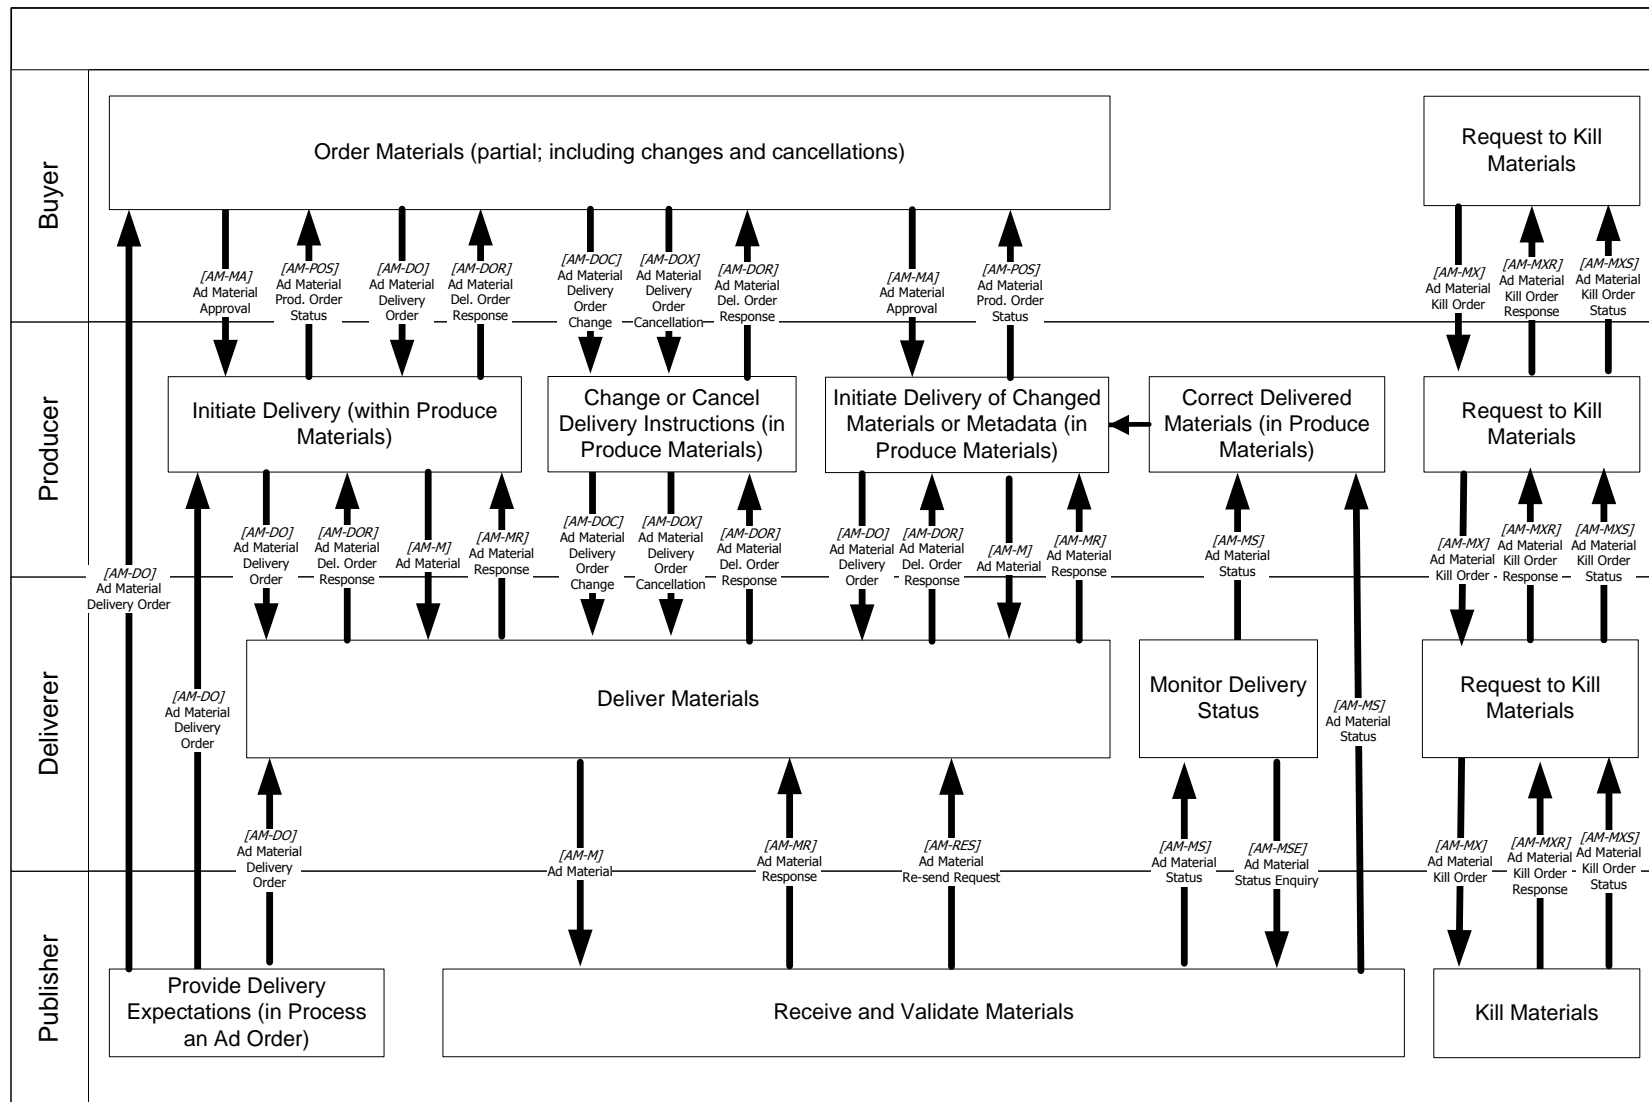 Buyer
Order Materials (partial; including changes and cancellations)
Request to Kill
Materials
[AM-MA]
Ad Material
Approval
[AM-POS]
Ad Material
Prod. Order
Status
[AM-DO]
Ad Material
Delivery
Order
[AM-DOR]
Ad Material
Del. Order
Response
[AM-DOC]
Ad Material
Delivery
Order
Change
[AM-DOX]
Ad Material
Delivery
Order
Cancellation
[AM-DOR]
Ad Material
Del. Order
Response
[AM-MA]
Ad Material
Approval
[AM-POS]
Ad Material
Prod. Order
Status
[AM-MX]
Ad Material
Kill Order
[AM-MXR]
Ad Material
Kill Order
Response
[AM-MXS]
Ad Material
Kill Order
Status
Producer
Initiate Delivery (within Produce
Materials)
Change or Cancel
Delivery Instructions (in
Produce Materials)
Initiate Delivery of Changed
Materials or Metadata (in
Produce Materials)
Correct Delivered
Materials (in Produce
Materials)
Request to Kill
Materials
[AM-DO]
Ad Material
Delivery
Order
[AM-DOR]
Ad Material
Del. Order
Response
[AM-M]
Ad Material
[AM-MR]
Ad Material
Response
[AM-DOC]
Ad Material
Delivery
Order
Change
[AM-DOX]
Ad Material
Delivery
Order
Cancellation
[AM-DOR]
Ad Material
Del. Order
Response
[AM-DO]
Ad Material
Delivery
Order
[AM-DOR]
Ad Material
Del. Order
Response
[AM-M]
Ad Material
[AM-MR]
Ad Material
Response
[AM-MS]
Ad Material
Status
[AM-MX]
Ad Material
Kill Order
[AM-MXR]
Ad Material
Kill Order
Response
[AM-MXS]
Ad Material
Kill Order
Status
[AM-DO]
Ad Material
Delivery Order
Deliverer
[AM-DO]
Ad Material
Delivery
Order
Deliver Materials
Monitor Delivery
Status
[AM-MS]
Ad Material
Status
Request to Kill
Materials
[AM-DO]
Ad Material
Delivery
Order
[AM-M]
Ad Material
[AM-MR]
Ad Material
Response
[AM-RES]
Ad Material
Re-send Request
[AM-MS]
Ad Material
Status
[AM-MSE]
Ad Material
Status Enquiry
[AM-MX]
Ad Material
Kill Order
[AM-MXR]
Ad Material
Kill Order
Response
[AM-MXS]
Ad Material
Kill Order
Status
Publisher
Provide Delivery
Expectations (in Process
an Ad Order)
Receive and Validate Materials
Kill Materials